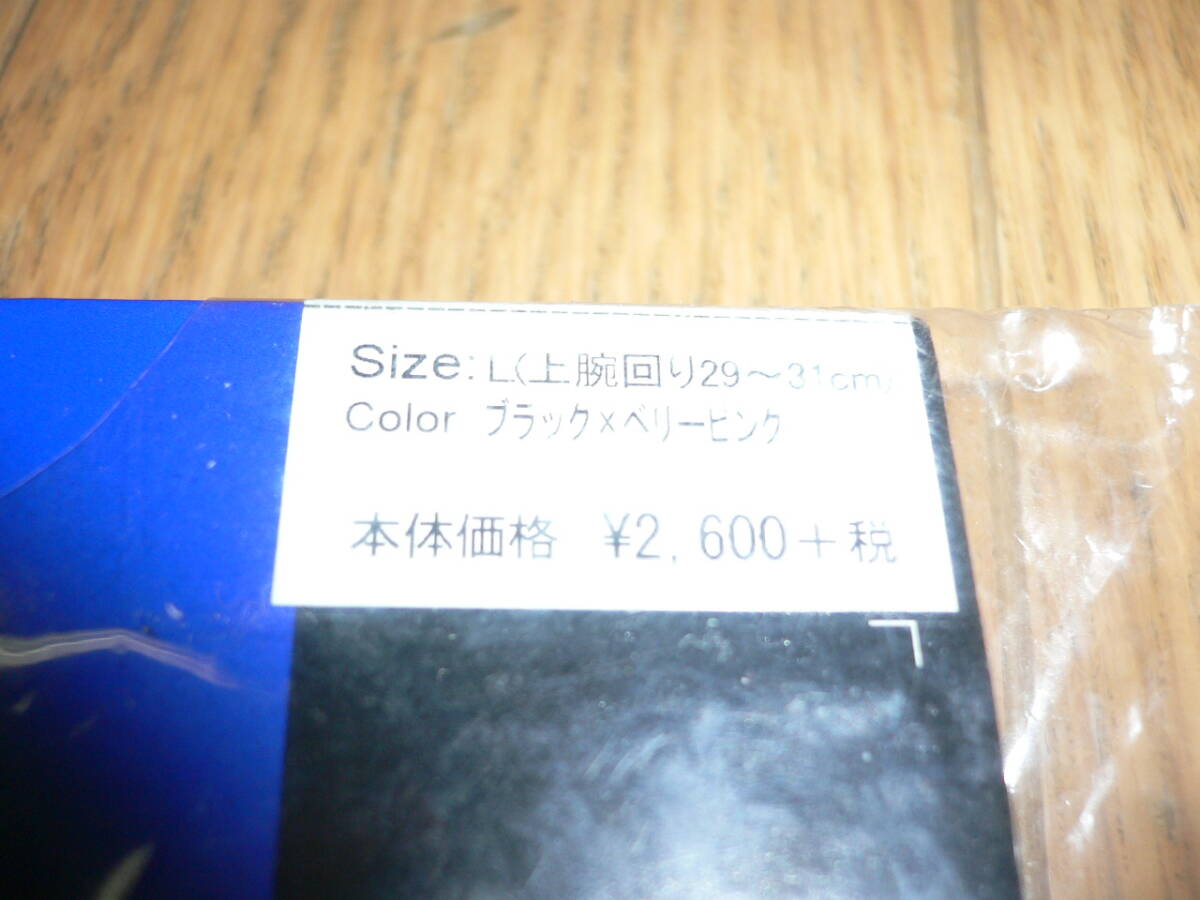 Size: L(上腕回り29～31cm)
Color ブラック×ベリーピンク
本体価格 ¥2,600+税